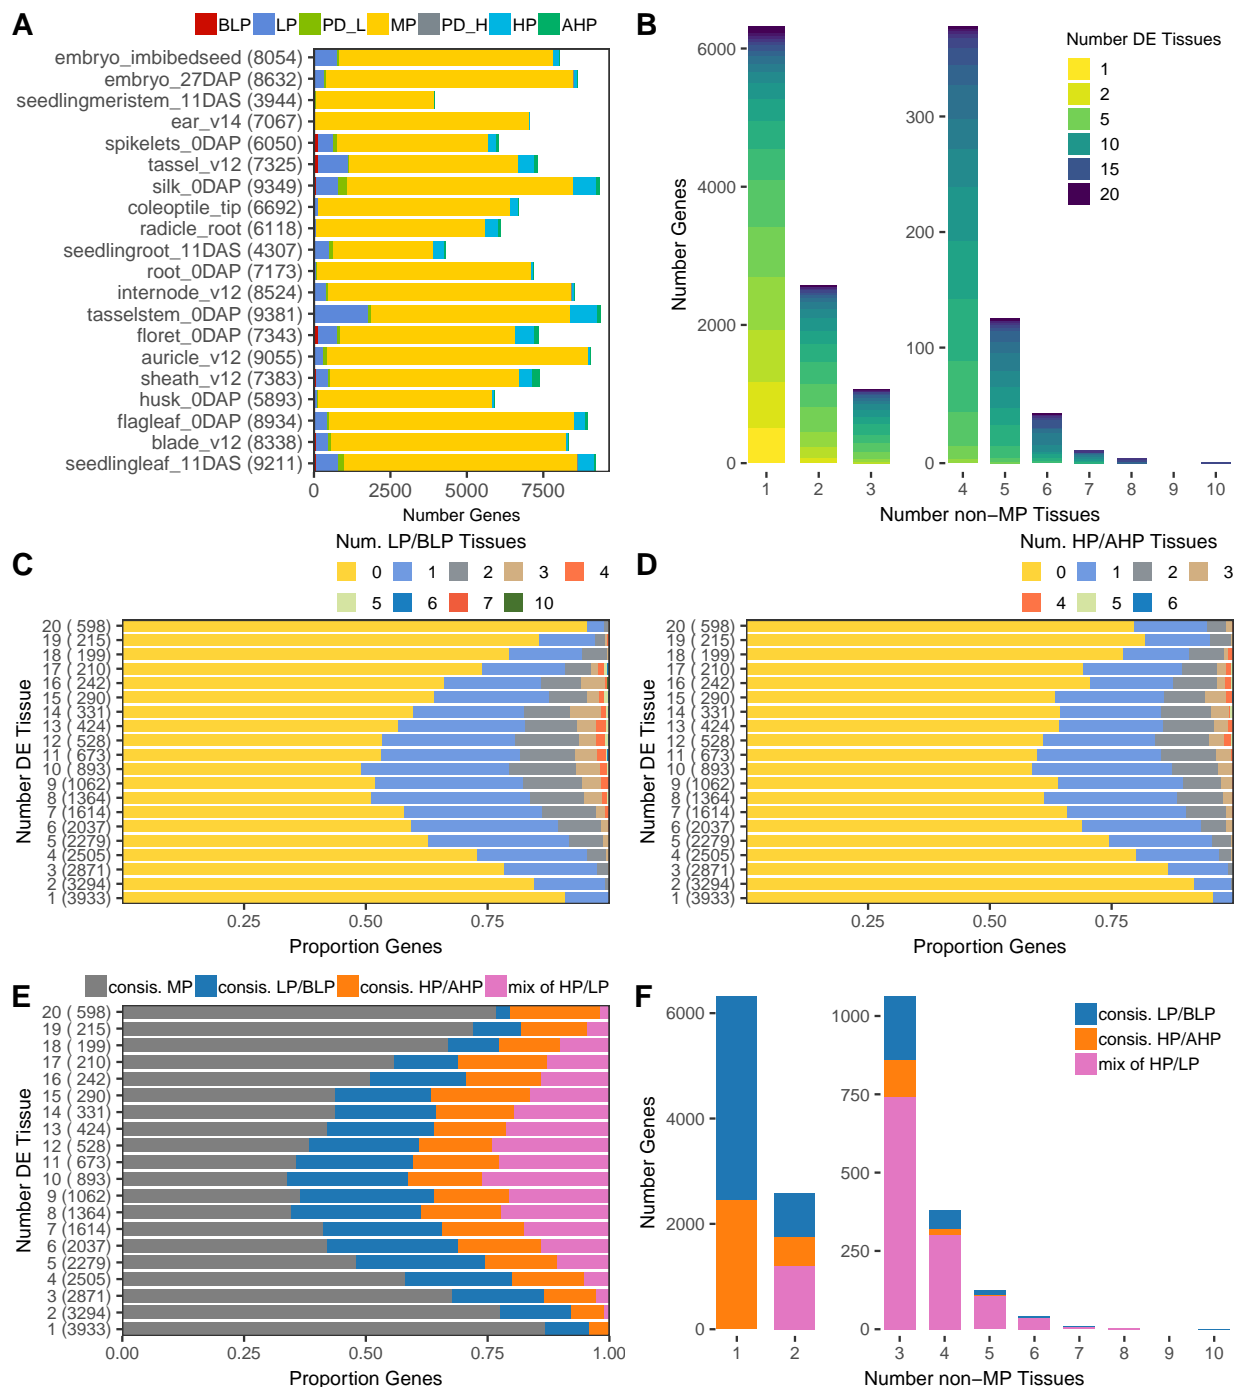 A
BLP LP PD_L MP PD_H HP AHP
embryo_imbibedseed (8054)
embryo_27DAP (8632)
seedlingmeristem_11DAS (3944)
ear_v14 (7067)
spikelets_0DAP (6050)
tassel_v12 (7325)
silk_0DAP (9349)
coleoptile_tip (6692)
radicle_root (6118)
seedlingroot_11DAS (4307)
root_0DAP (7173)
internode_v12 (8524)
tasselstem_0DAP (9381)
floret_0DAP (7343)
auricle_v12 (9055)
sheath_v12 (7383)
husk_0DAP (5893)
flagleaf_0DAP (8934)
blade_v12 (8338)
seedlingleaf_11DAS (9211)
0 2500 5000 7500
Number Genes
B
Number DE Tissues
1
2
5
10
15
20
Number Genes
6000
4000
2000
0
300
200
100
0
1 2 3 4 5 6 7 8 9 10
Number non−MP Tissues
C
Num. LP/BLP Tissues
0 1 2 3 4
5 6 7 10
Number DE Tissue
20 ( 598)
19 ( 215)
18 ( 199)
17 ( 210)
16 ( 242)
15 ( 290)
14 ( 331)
13 ( 424)
12 ( 528)
11 ( 673)
10 ( 893)
9 (1062)
8 (1364)
7 (1614)
6 (2037)
5 (2279)
4 (2505)
3 (2871)
2 (3294)
1 (3933)
0.25 0.50 0.75
Proportion Genes
D
Num. HP/AHP Tissues
0 1 2 3
4 5 6
Number DE Tissue
20 ( 598)
19 ( 215)
18 ( 199)
17 ( 210)
16 ( 242)
15 ( 290)
14 ( 331)
13 ( 424)
12 ( 528)
11 ( 673)
10 ( 893)
9 (1062)
8 (1364)
7 (1614)
6 (2037)
5 (2279)
4 (2505)
3 (2871)
2 (3294)
1 (3933)
0.25 0.50 0.75
Proportion Genes
E
consis. MP consis. LP/BLP consis. HP/AHP mix of HP/LP
Number DE Tissue
20 ( 598)
19 ( 215)
18 ( 199)
17 ( 210)
16 ( 242)
15 ( 290)
14 ( 331)
13 ( 424)
12 ( 528)
11 ( 673)
10 ( 893)
9 (1062)
8 (1364)
7 (1614)
6 (2037)
5 (2279)
4 (2505)
3 (2871)
2 (3294)
1 (3933)
0.00 0.25 0.50 0.75 1.00
Proportion Genes
F
consis. LP/BLP
consis. HP/AHP
mix of HP/LP
Number Genes
6000
4000
2000
0
1000
750
500
250
0
1 2 3 4 5 6 7 8 9 10
Number non−MP Tissues